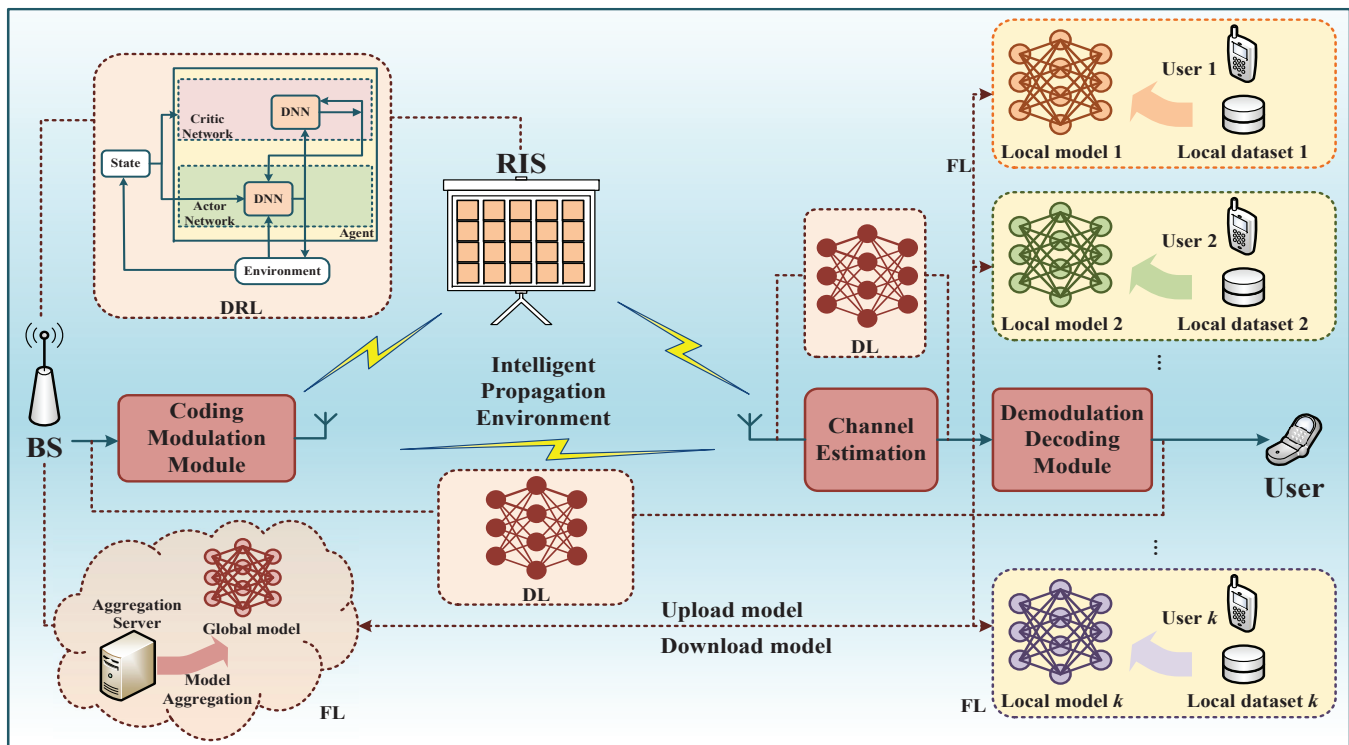 DNN
Critic
Network
State
DNN
Actor
Network
Agent
Environment
DRL
RIS
Intelligent
Propagation
Environment
BS
Coding
Modulation
Module
DL
Channel
Estimation
Demodulation
Decoding
Module
User
DL
Aggregation
Server
Global model
Model
Aggregation
FL
Upload model
Download model
FL
User 1
Local model 1
Local dataset 1
User 2
Local model 2
Local dataset 2
...
...
User k
Local model k
Local dataset k
FL